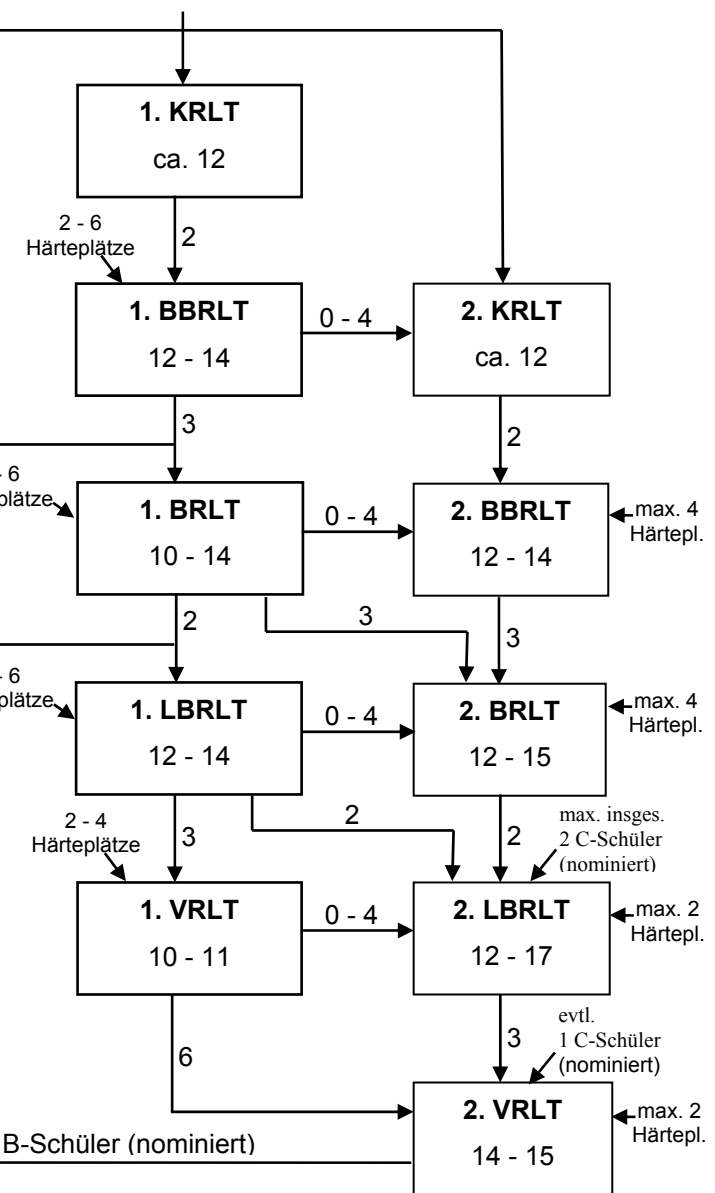 1. KRLT
ca. 12
2 - 6
Härteplätze
2
1. BBRLT
12 - 14
0 - 4
2. KRLT
ca. 12
3
2
- 6
plätze
1. BRLT
10 - 14
0 - 4
2. BBRLT
12 - 14
max. 4
Härtepl.
2
3
3
- 6
plätze
1. LBRLT
12 - 14
0 - 4
2. BRLT
12 - 15
max. 4
Härtepl.
2 - 4
Härteplätze
3
2
2
max. insges.
2 C-Schüler
(nominiert)
1. VRLT
10 - 11
0 - 4
2. LBRLT
12 - 17
max. 2
Härtepl.
6
3
evtl.
1 C-Schüler
(nominiert)
2. VRLT
14 - 15
max. 2
Härtepl.
B-Schüler (nominiert)